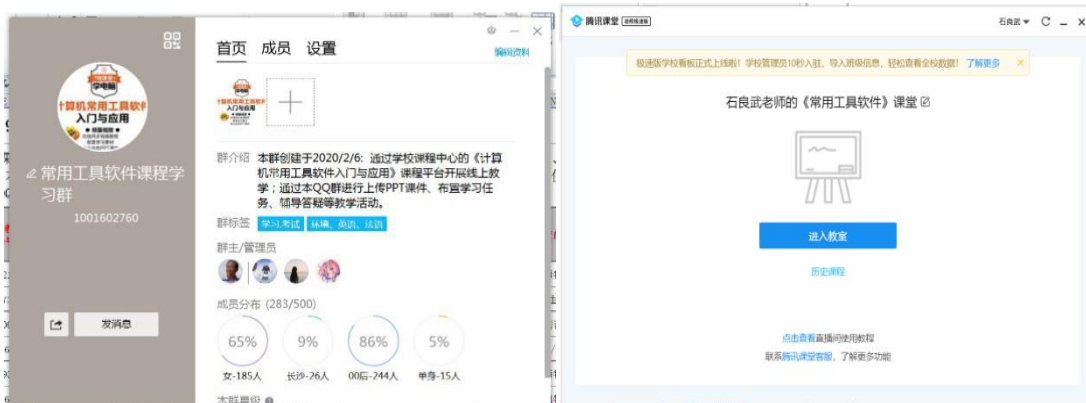 首页 成员 设置
编辑资料
学电脑
计算机常用工具软件
入门与应用
常用工具软件课程学
习群
1001602760
发消息
群介绍 本群创建于2020/2/6: 通过学校课程中心的《计算
机常用工具软件入门与应用》课程平台开展线上教
学；通过本QQ群进行上传PPT课件、布置学习任
务、辅导答疑等教学活动。
群标签 学习,考试
英语、法语
群主/管理员
成员分布 (283/500)
65% 9% 86% 5%
女-185人 长沙-26人 00后-244人 单身-15人
本群星级
腾讯课堂 老师极速版
石良武
极速版学校看板正式上线啦！学校管理员10秒入驻，导入班级信息，轻松查看全校数据！ 了解更多
石良武老师的《常用工具软件》课堂
进入教室
历史课程
点击查看直播间使用教程
联系腾讯课堂客服，了解更多功能